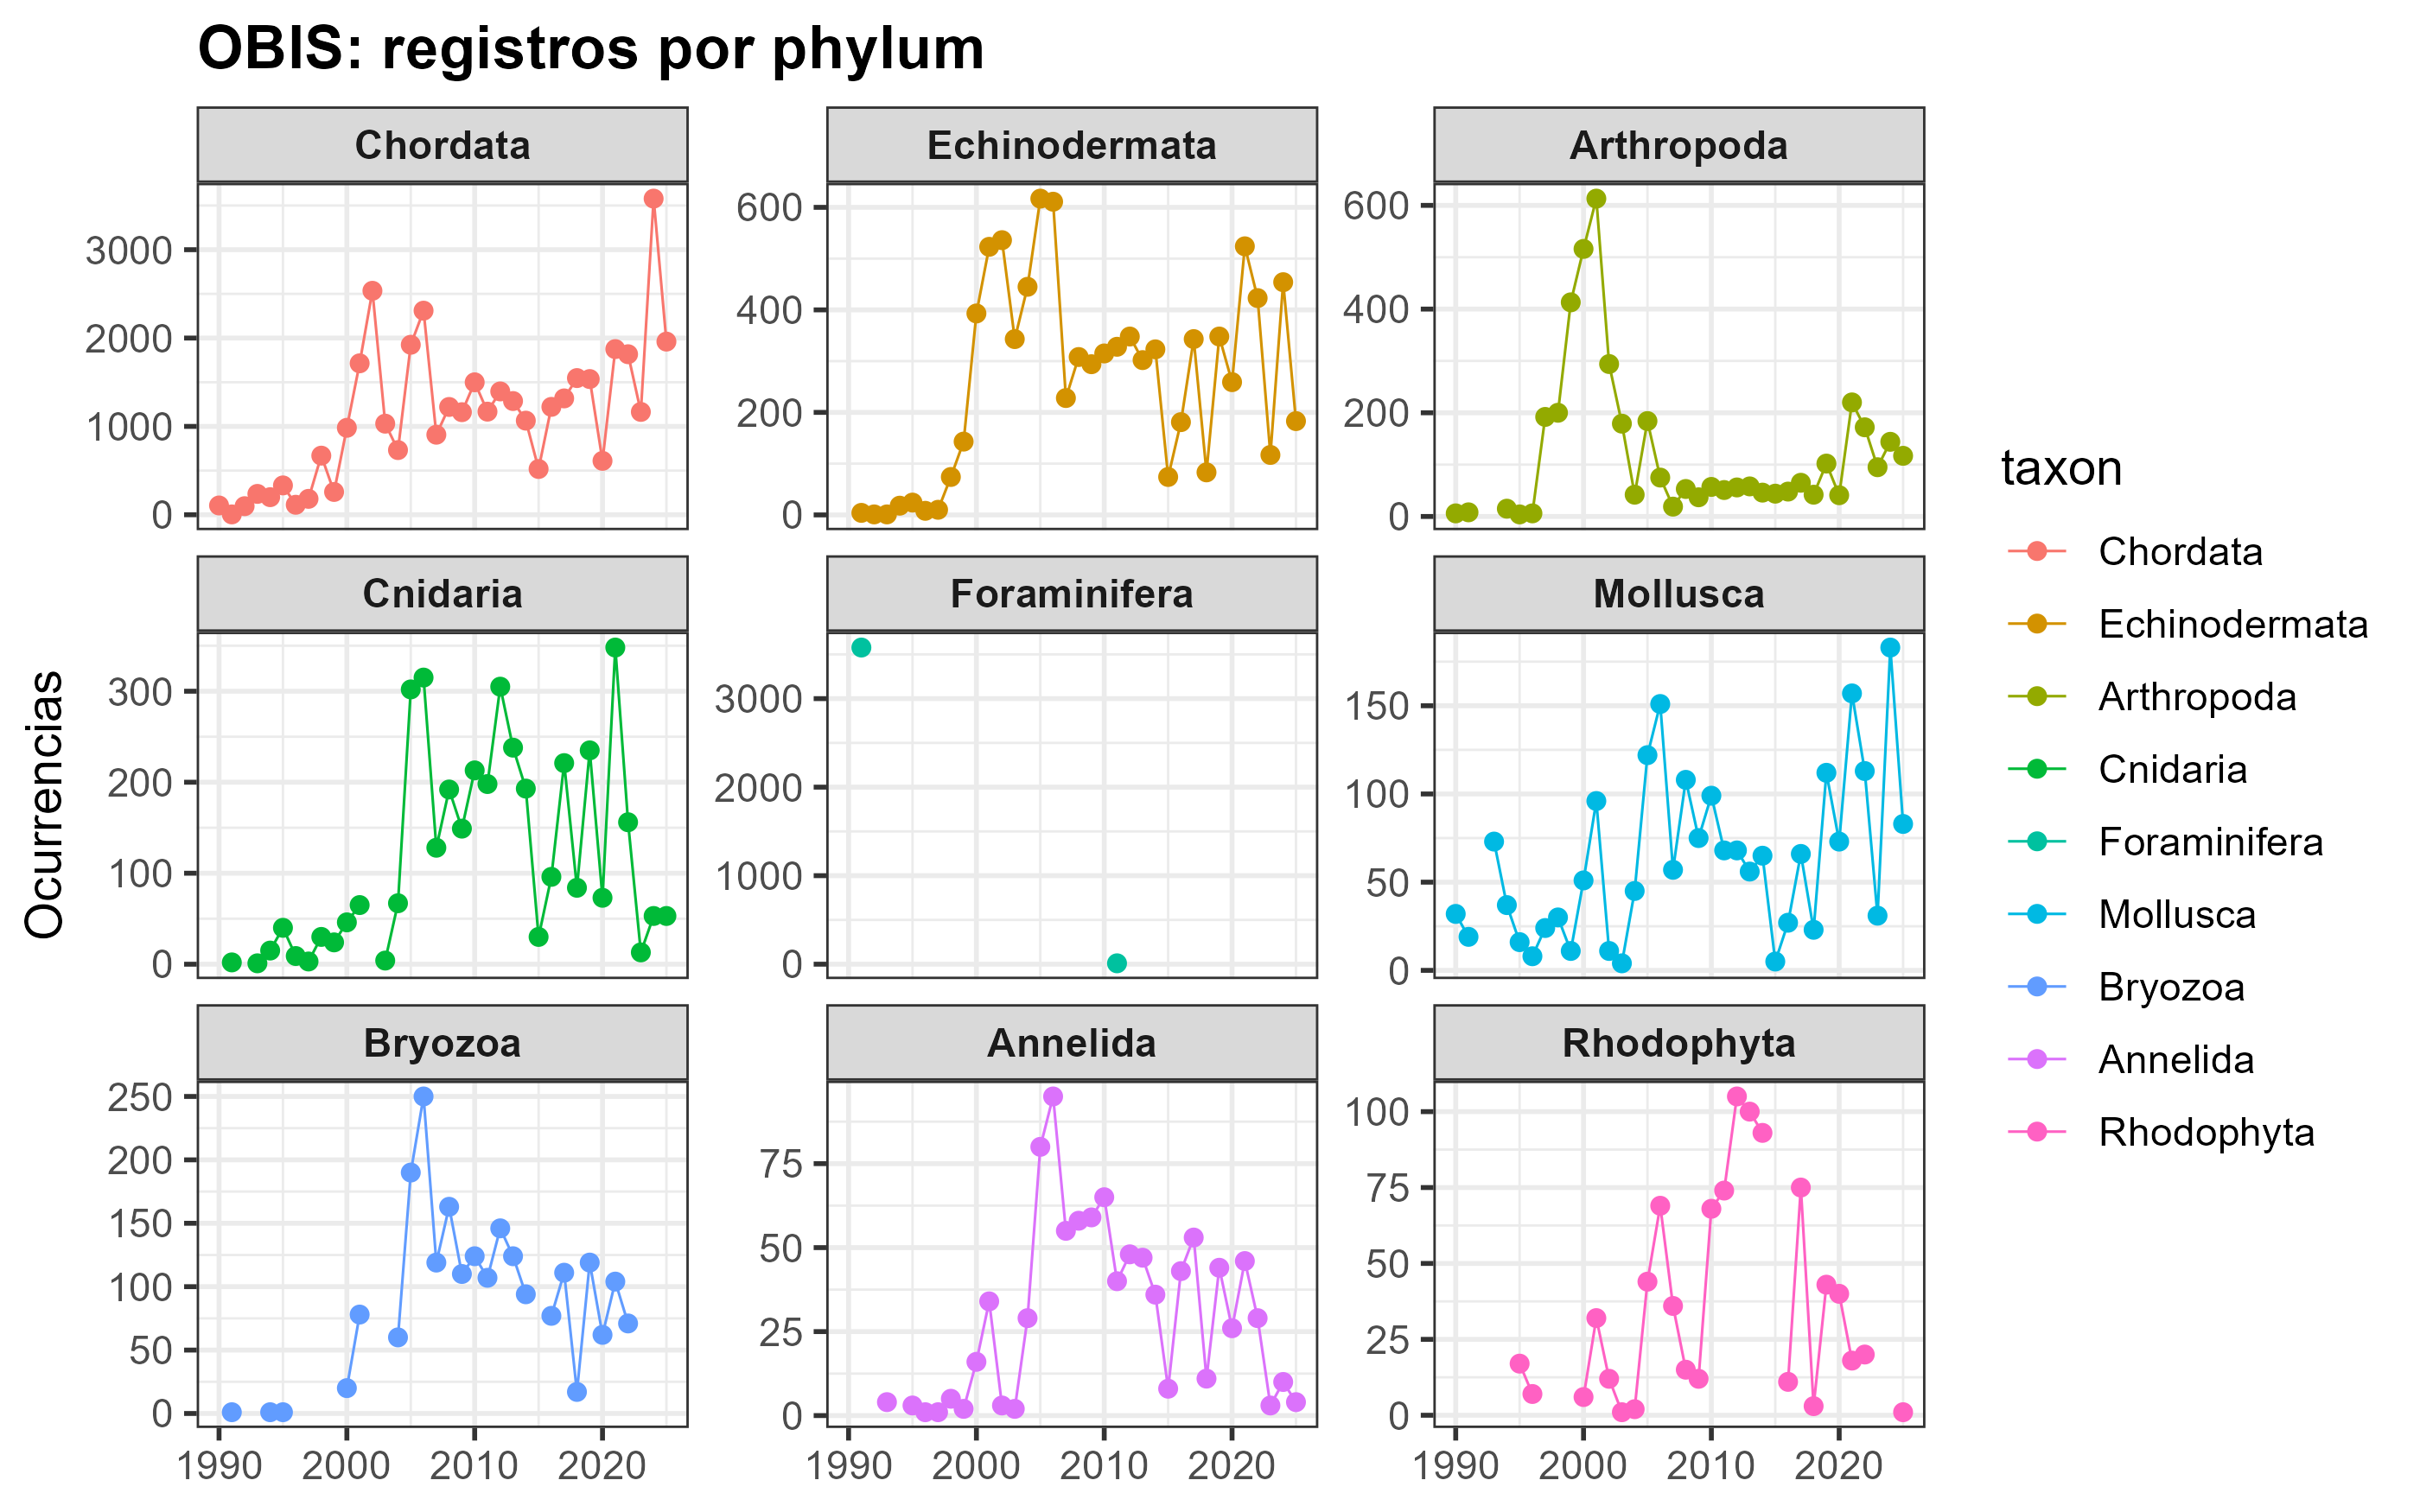 OBIS: registros por phylum
Chordata
Echinodermata
Arthropoda
3000
2000
1000
0
600
400
200
0
600
400
200
0
Cnidaria
Foraminifera
Mollusca
300
200
100
0
3000
2000
1000
0
150
100
50
0
Bryozoa
Annelida
Rhodophyta
250
200
150
100
50
0
75
50
25
0
100
75
50
25
0
1990 2000 2010 2020
1990 2000 2010 2020
1990 2000 2010 2020
Ocurrencias
taxon
Chordata
Echinodermata
Arthropoda
Cnidaria
Foraminifera
Mollusca
Bryozoa
Annelida
Rhodophyta